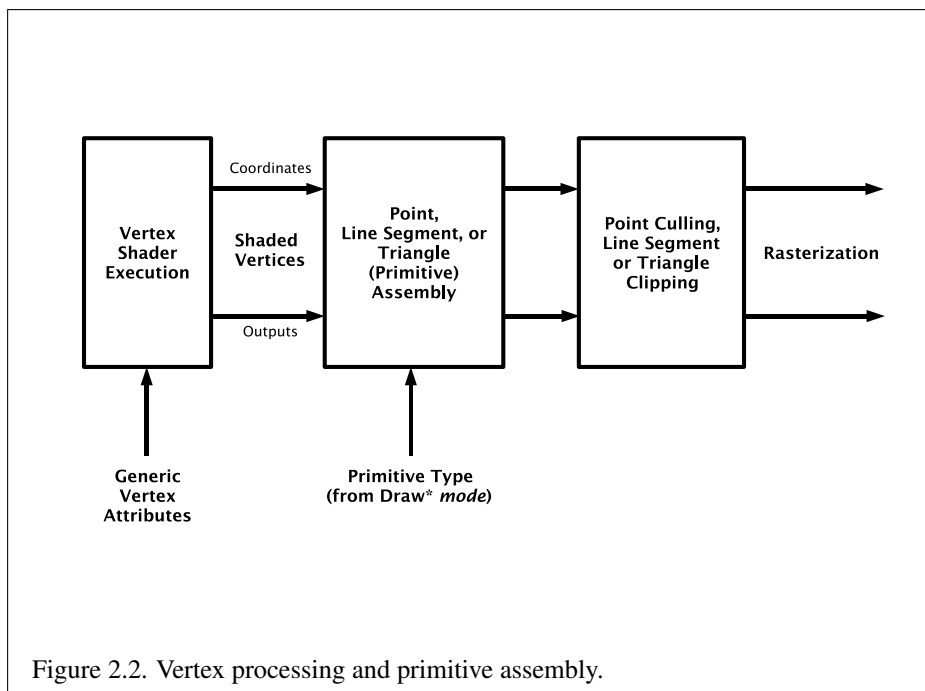 Coordinates
Vertex
Shader
Execution
Shaded
Vertices
Outputs
Point,
Line Segment, or
Triangle
(Primitive)
Assembly
Point Culling,
Line Segment
or Triangle
Clipping
Rasterization
Generic
Vertex
Attributes
Primitive Type
(from Draw* mode)
Figure 2.2. Vertex processing and primitive assembly.